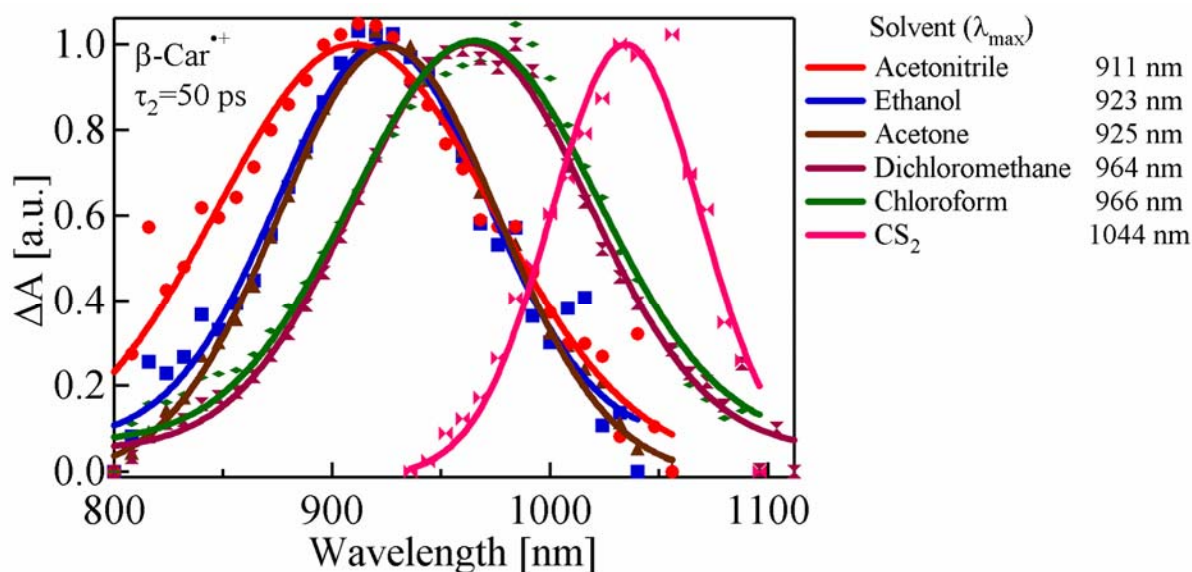 β-Car•+
τ2=50 ps
ΔA [a.u.]
1.0
0.8
0.6
0.4
0.2
0.0
800
900
1000
1100
Wavelength [nm]
Solvent (λmax)
Acetonitrile 911 nm
Ethanol 923 nm
Acetone 925 nm
Dichloromethane 964 nm
Chloroform 966 nm
CS2 1044 nm